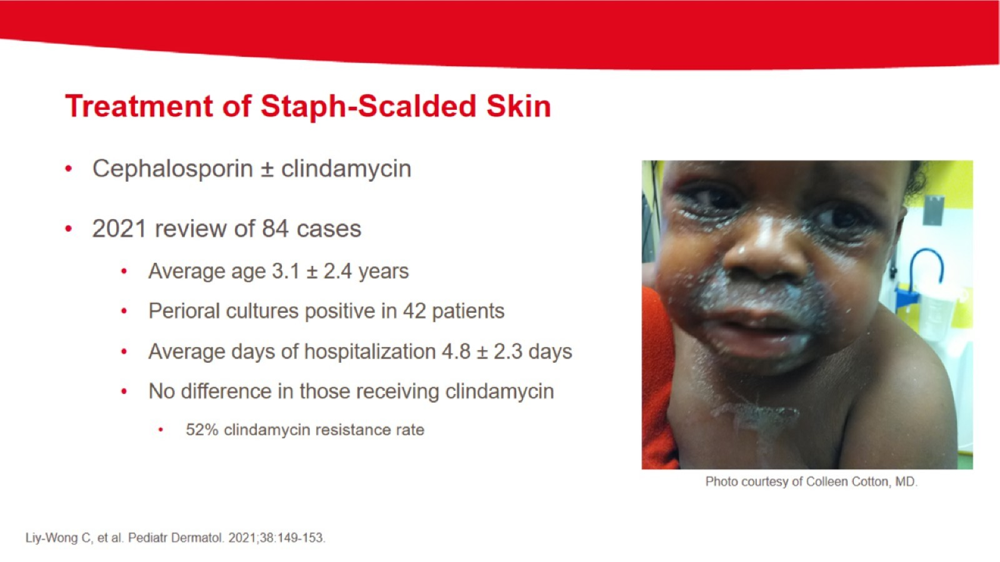 Treatment of Staph-Scalded Skin
• Cephalosporin ± clindamycin
• 2021 review of 84 cases
• Average age 3.1 ± 2.4 years
• Perioral cultures positive in 42 patients
• Average days of hospitalization 4.8 ± 2.3 days
• No difference in those receiving clindamycin
• 52% clindamycin resistance rate
Photo courtesy of Colleen Cotton, MD.
Liy-Wong C, et al. Pediatr Dermatol. 2021;38:149-153.